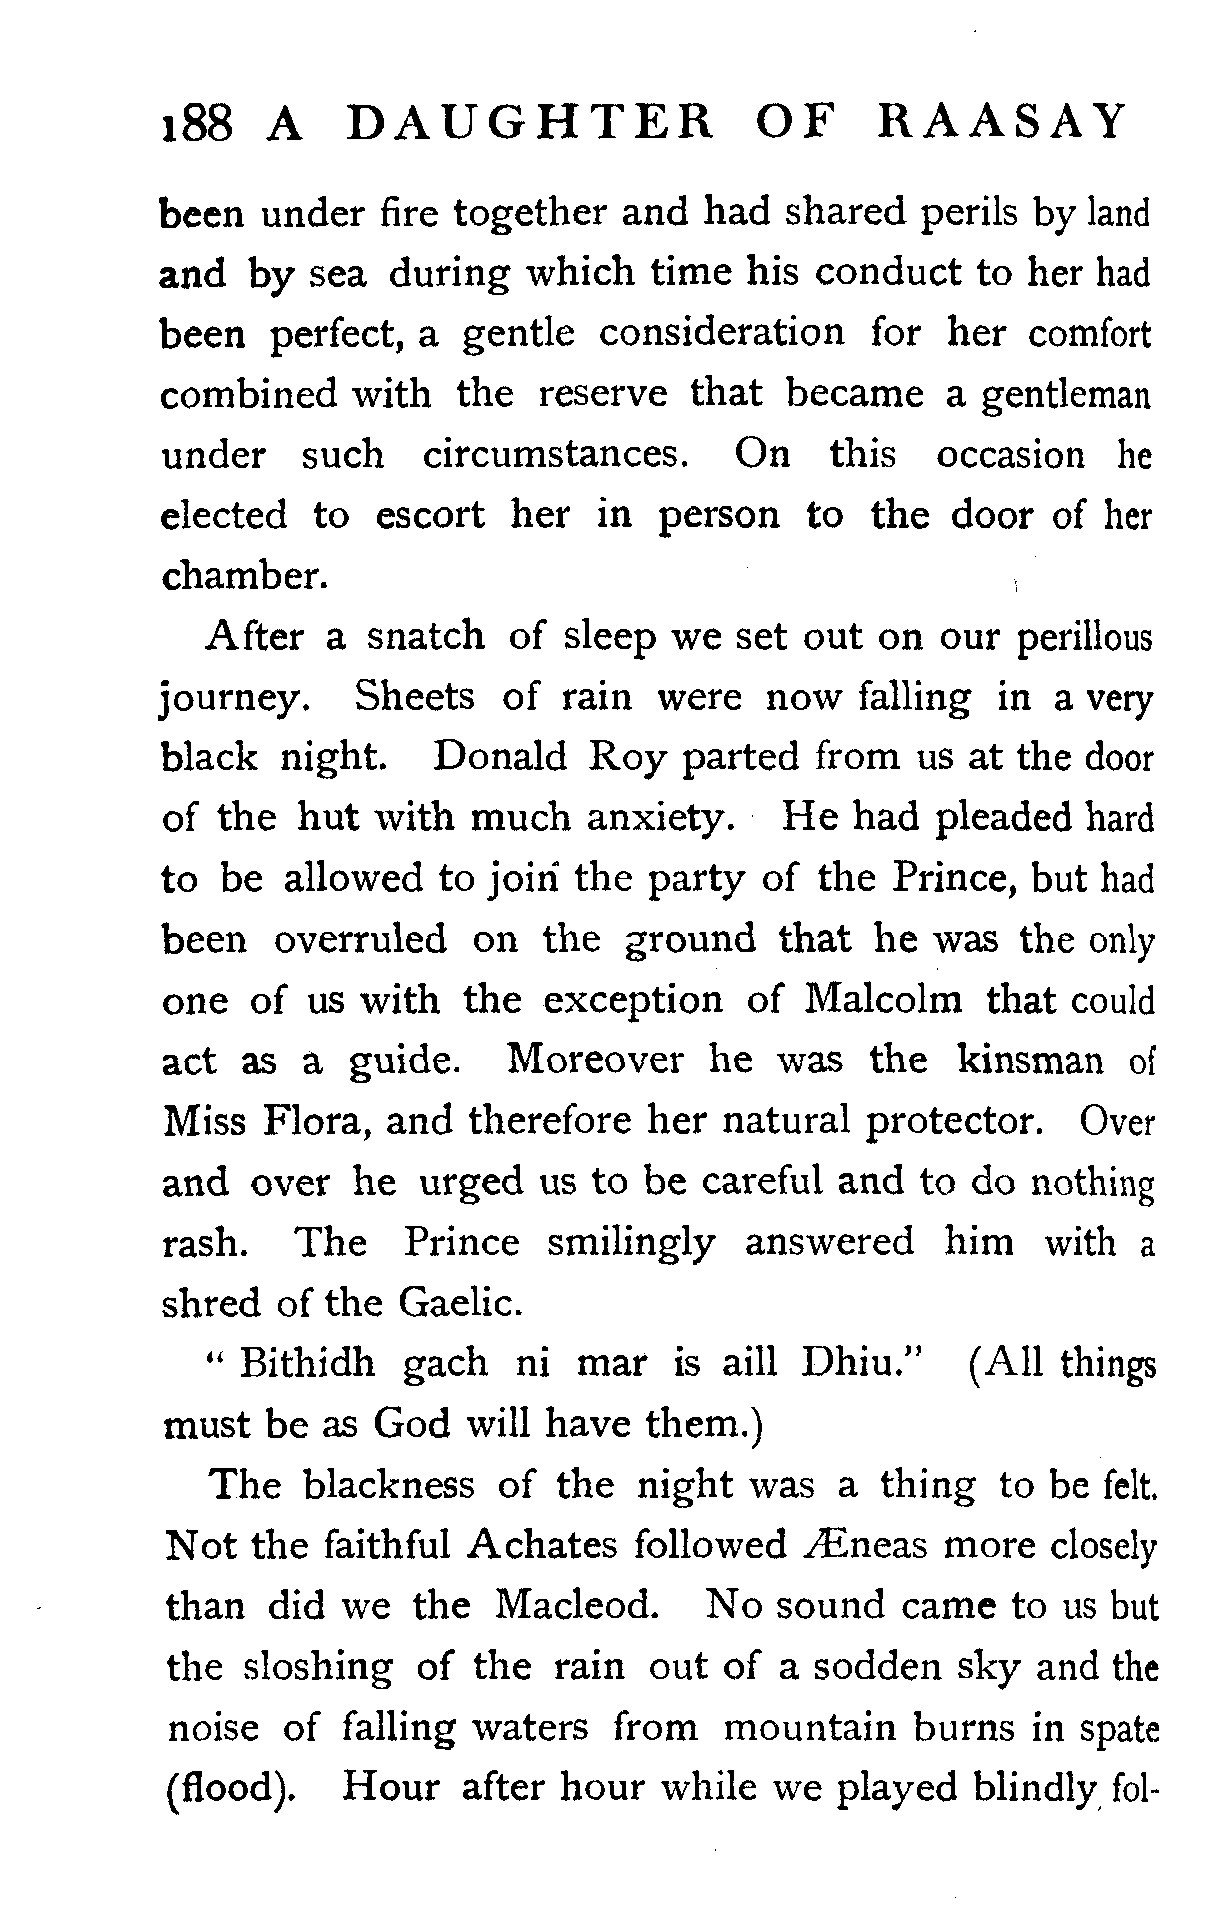 188 A DAUGHTER OF RAASAY
been under fire together and had shared perils by land
and by sea during which time his conduct to her had
been perfect, a gentle consideration for her comfort
combined with the reserve that became a gentleman
under such circumstances. On this occasion he
elected to escort her in person to the door of her
chamber.
After a snatch of sleep we set out on our perillous
journey. Sheets of rain were now falling in a very
black night. Donald Roy parted from us at the door
of the hut with much anxiety. He had pleaded hard
to be allowed to join the party of the Prince, but had
been overruled on the ground that he was the only
one of us with the exception of Malcolm that could
act as a guide. Moreover he was the kinsman of
Miss Flora, and therefore her natural protector. Over
and over he urged us to be careful and to do nothing
rash. The Prince smilingly answered him with a
shred of the Gaelic.
" Bithidh gach ni mar is aill Dhiu." (All things
must be as God will have them.)
The blackness of the night was a thing to be felt.
Not the faithful Achates followed Æneas more closely
than did we the Macleod. No sound came to us but
the sloshing of the rain out of a sodden sky and the
noise of falling waters from mountain burns in spate
(flood). Hour after hour while we played blindly fol-